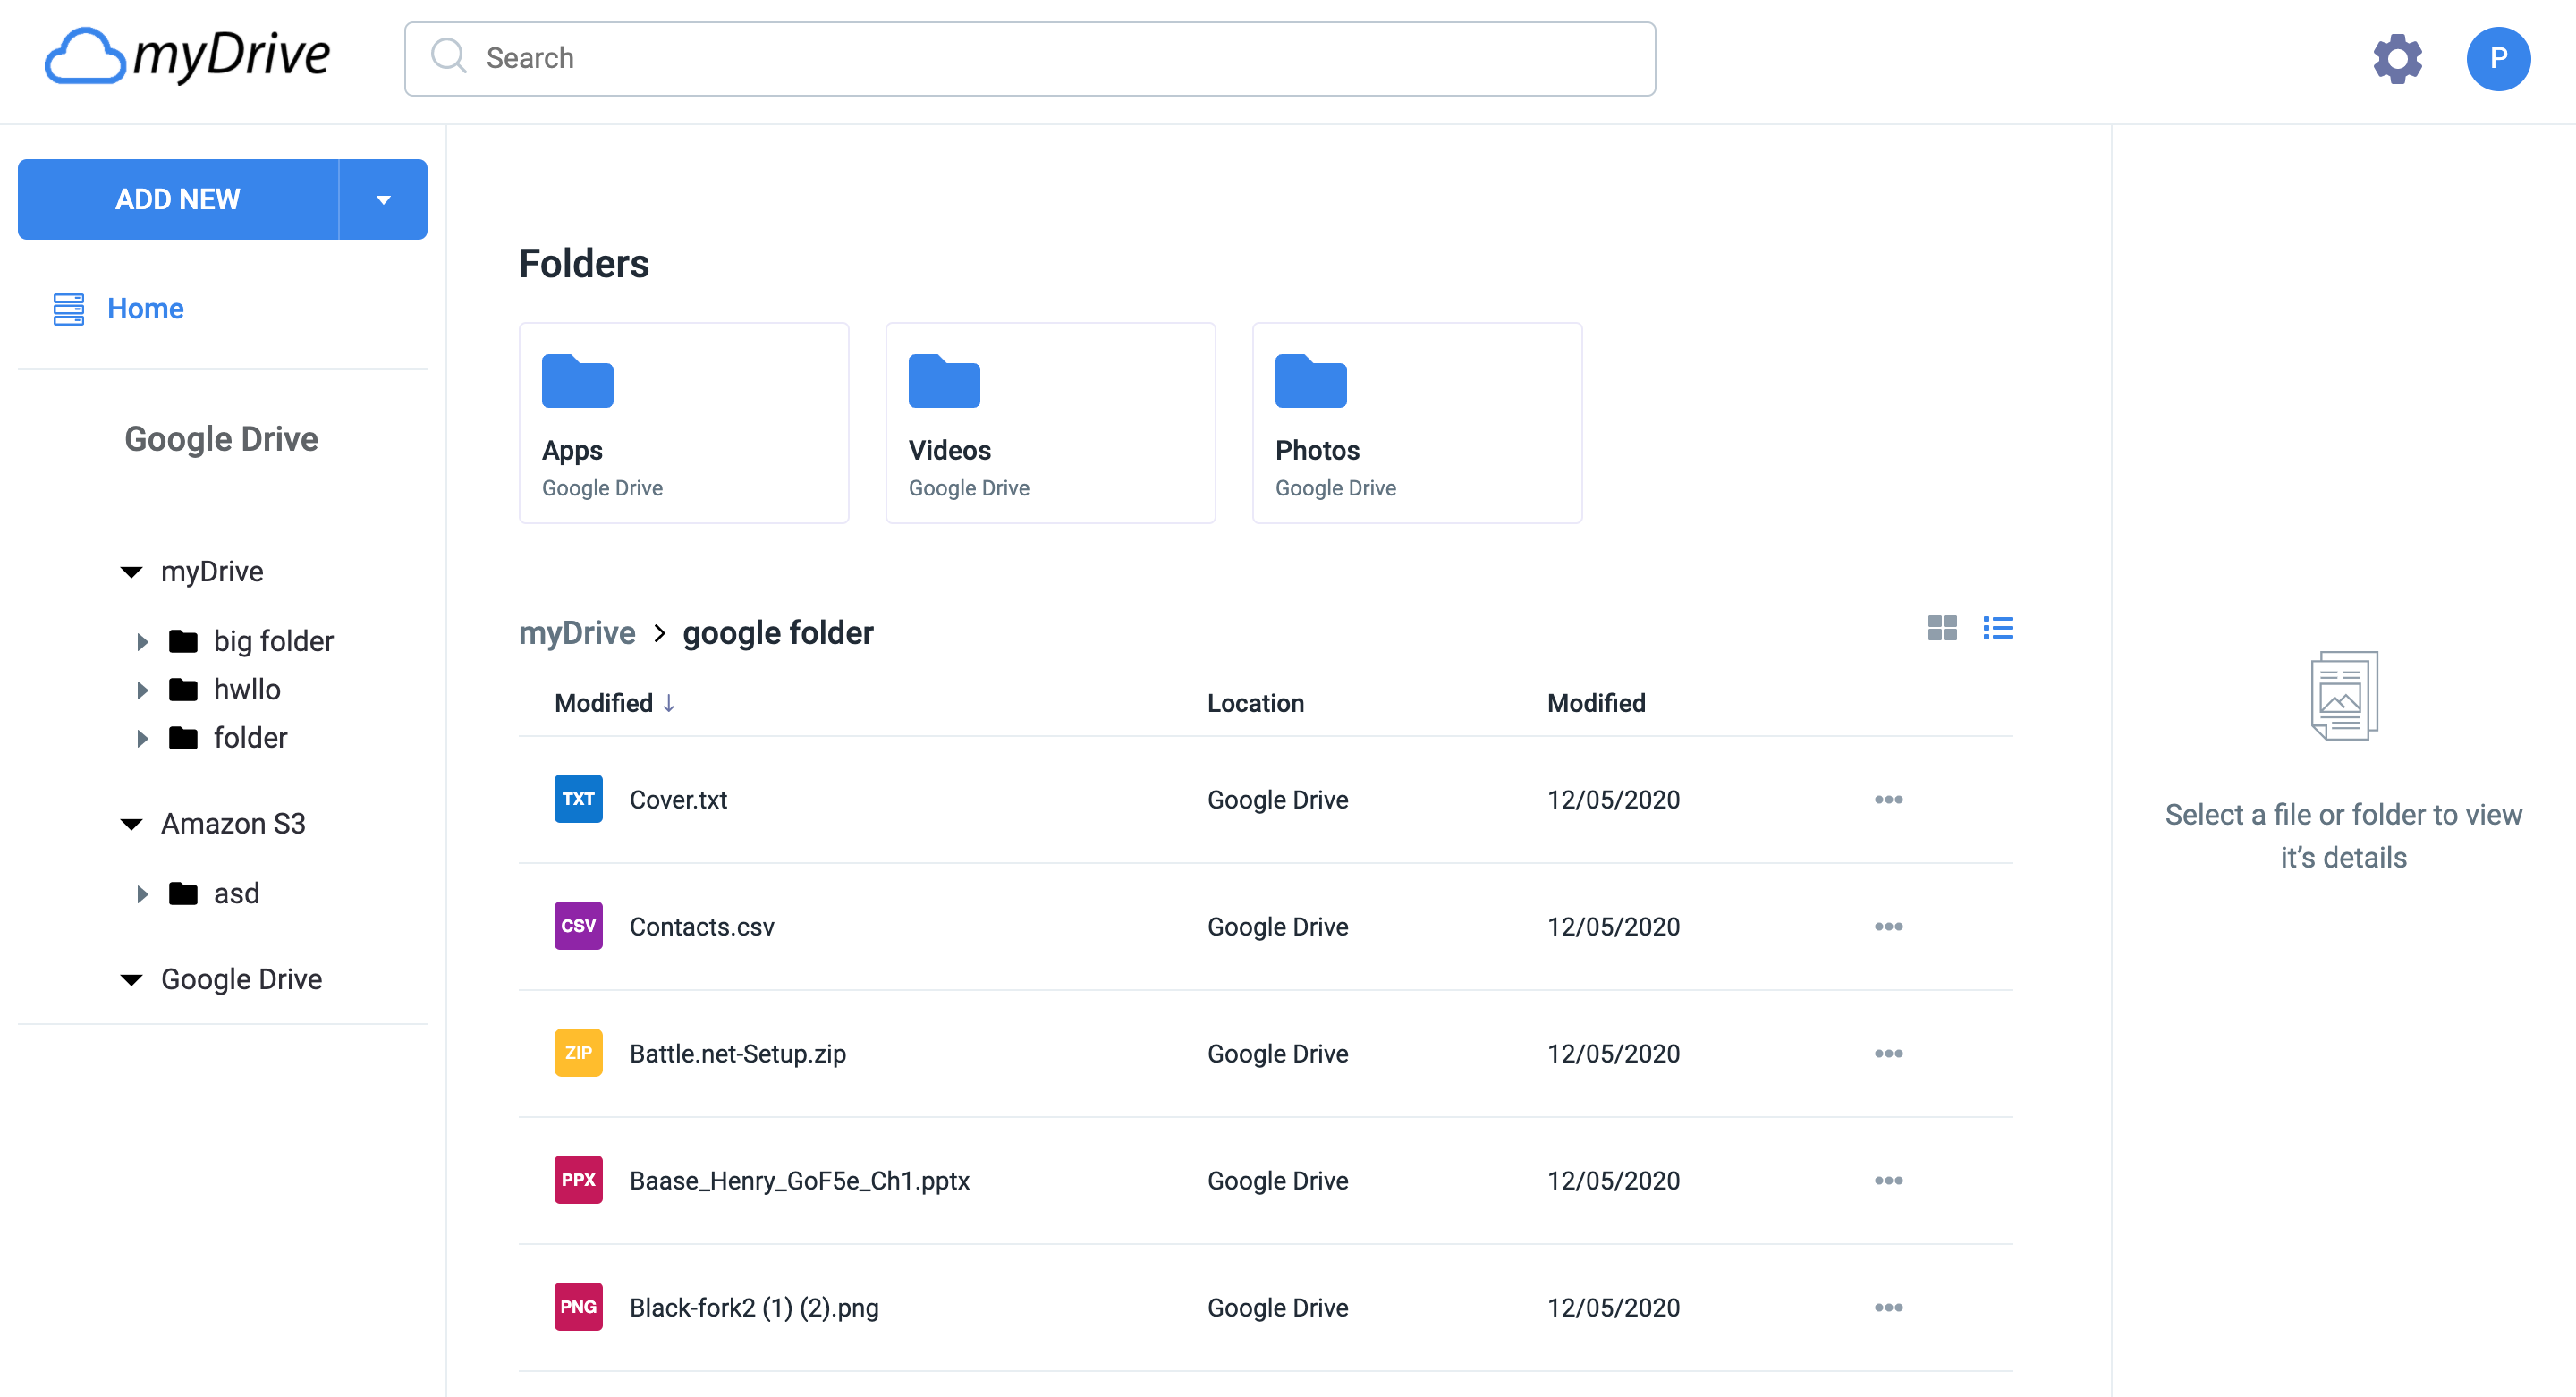 myDrive
Search
P
ADD NEW
Home
Google Drive
myDrive
big folder
hwllo
folder
Amazon S3
asd
Google Drive
Folders
Apps
Google Drive
Videos
Google Drive
Photos
Google Drive
myDrive > google folder
Modified ↓ Location Modified
TXT Cover.txt Google Drive 12/05/2020
CSV Contacts.csv Google Drive 12/05/2020
ZIP Battle.net-Setup.zip Google Drive 12/05/2020
PPX Baase_Henry_GoF5e_Ch1.pptx Google Drive 12/05/2020
PNG Black-fork2 (1) (2).png Google Drive 12/05/2020
Select a file or folder to view
it’s details